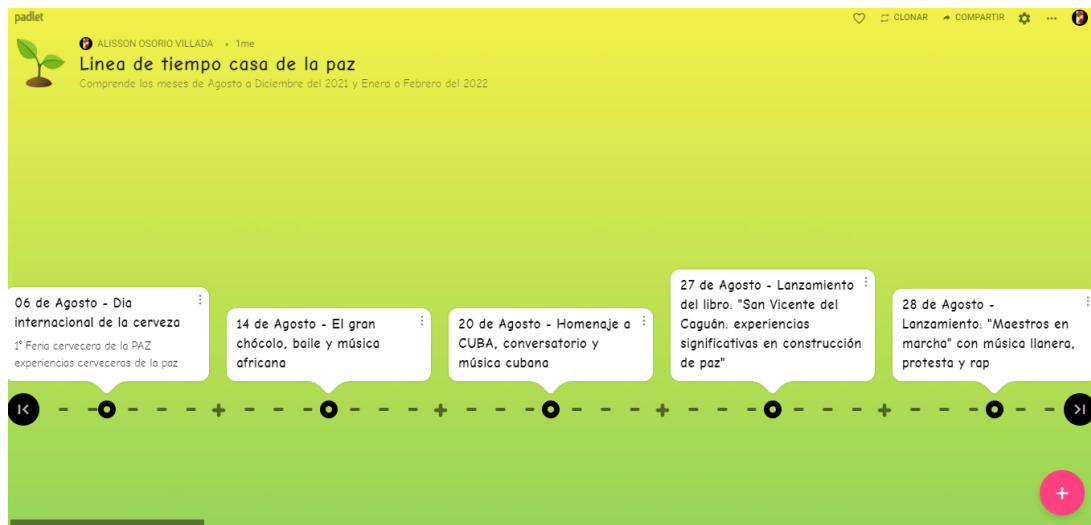 padlet
CLONAR
COMPARTIR
ALISSON OSORIO VILLADA • 1me
Linea de tiempo casa de la paz
Comprende los meses de Agosto a Diciembre del 2021 y Enero a Febrero del 2022
06 de Agosto - Dia
internacional de la cerveza
1° Feria cervecera de la PAZ
experiencias cerveceras de la paz
14 de Agosto - El gran
chócolo, baile y música
africana
20 de Agosto - Homenaje a
CUBA, conversatorio y
música cubana
27 de Agosto - Lanzamiento
del libro: "San Vicente del
Caguán: experiencias
significativas en construcción
de paz"
28 de Agosto -
Lanzamiento: "Maestros en
marcha" con música llanera,
protesta y rap